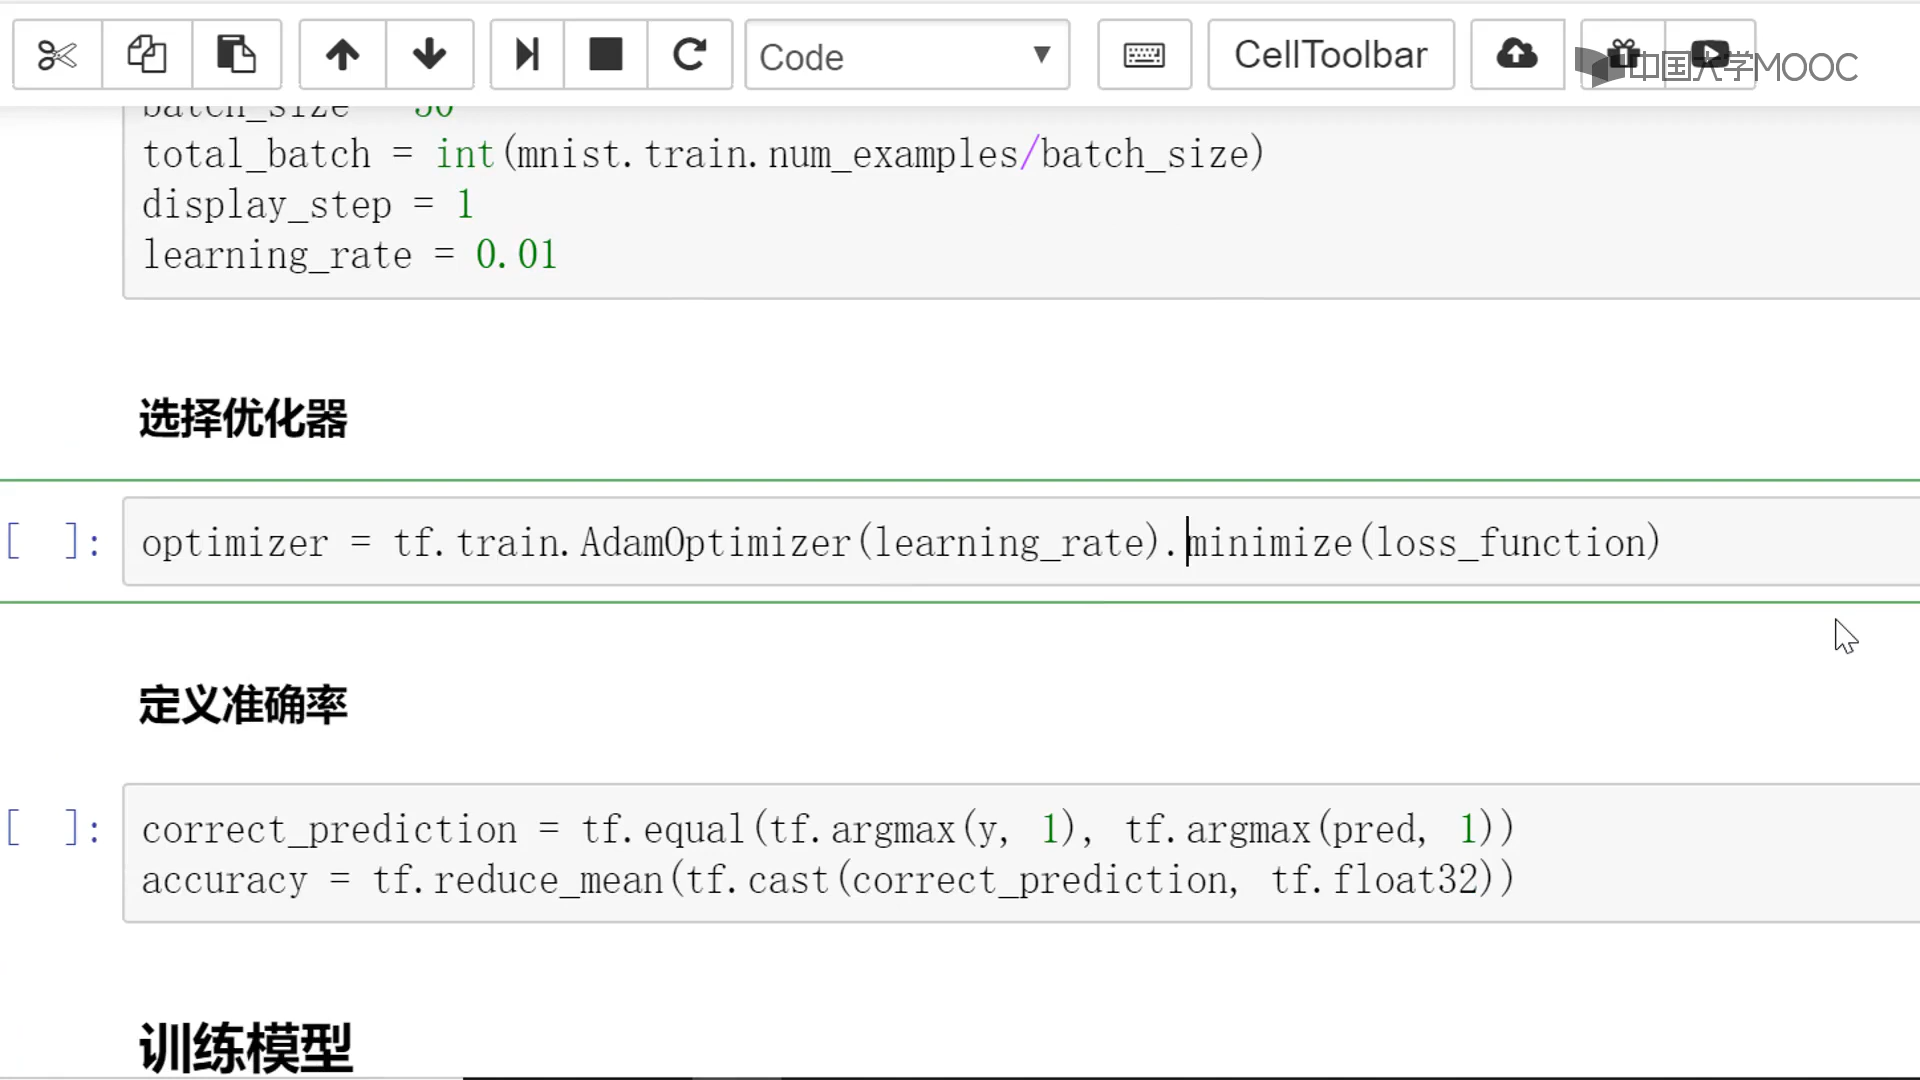 Code
CellToolbar
中国大学MOOC
batch_size = 50
total_batch = int(mnist.train.num_examples/batch_size)
display_step = 1
learning_rate = 0.01
选择优化器
[ ]: optimizer = tf.train.AdamOptimizer(learning_rate).minimize(loss_function)
定义准确率
[ ]: correct_prediction = tf.equal(tf.argmax(y, 1), tf.argmax(pred, 1))
accuracy = tf.reduce_mean(tf.cast(correct_prediction, tf.float32))
训练模型